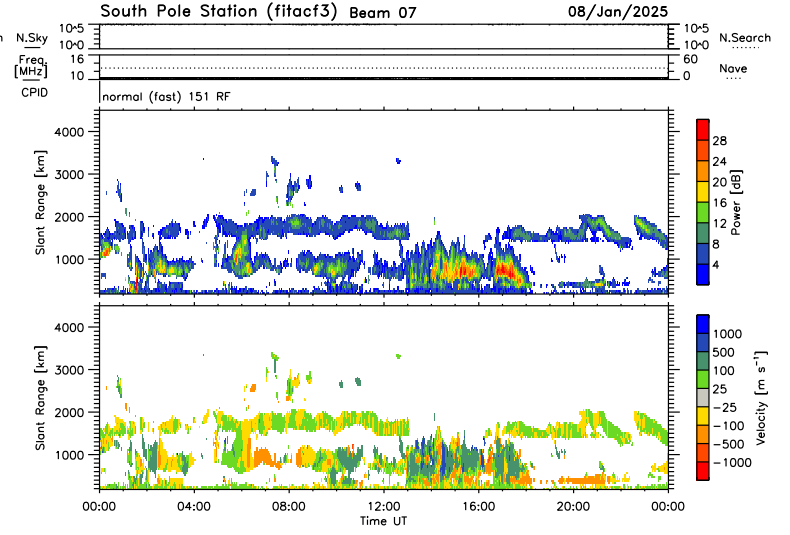 South Pole Station (fitacf3) Beam 07 08/Jan/2025
n N.Sky 10^5 10^0 10^5 10^0 N.Search
Freq. [MHz] 16 10 60 0 Nave
CPID normal (fast) 151 RF
Slant Range [km]
4000
3000
2000
1000
28
24
20
16
12
8
4
Power [dB]
Slant Range [km]
4000
3000
2000
1000
1000
500
100
25
-25
-100
-500
-1000
Velocity [m s⁻¹]
00:00 04:00 08:00 12:00 16:00 20:00 00:00
Time UT